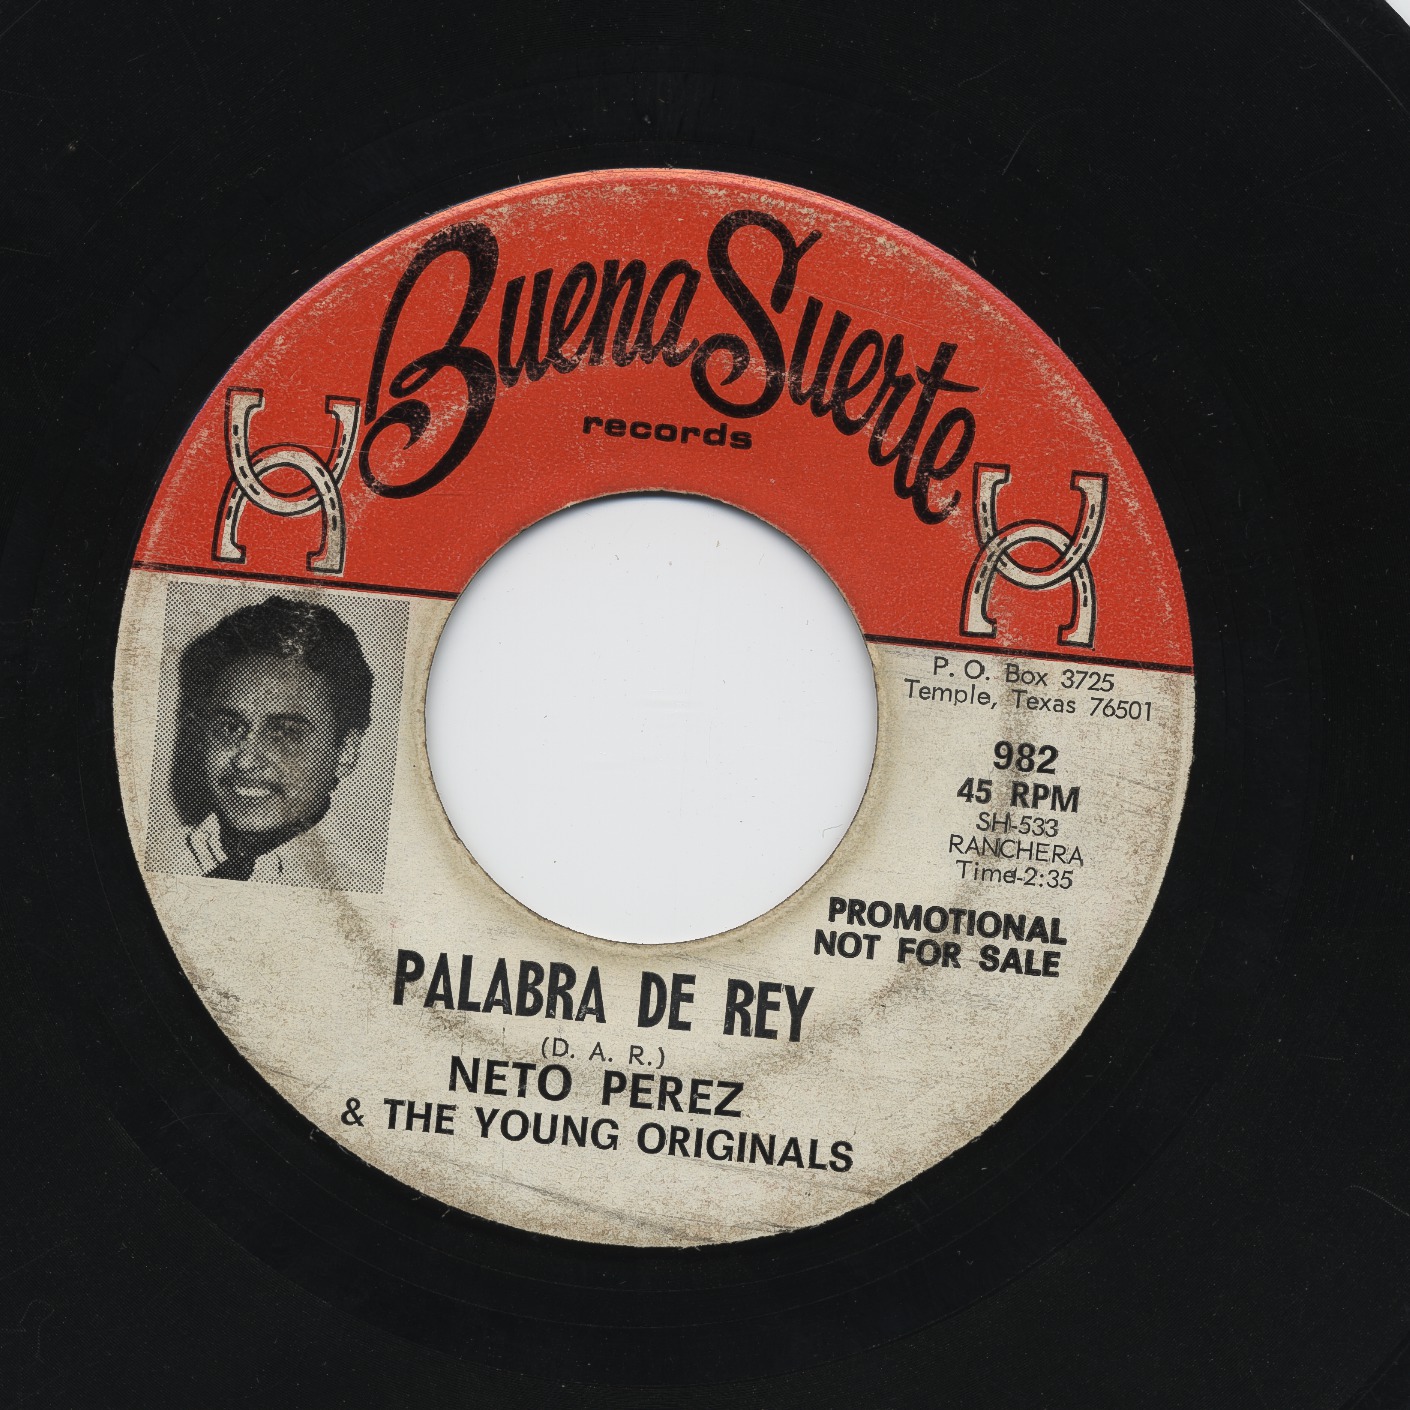 Buena Suerte
records
P. O. Box 3725
Temple, Texas 76501
982
45 RPM
SH-533
RANCHERA
Time-2:35
PROMOTIONAL
NOT FOR SALE
PALABRA DE REY
(D. A. R.)
NETO PEREZ
& THE YOUNG ORIGINALS